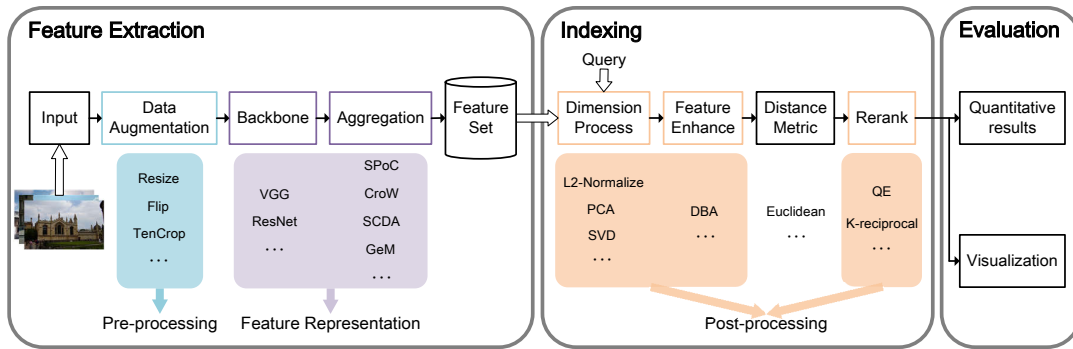 Feature Extraction
Input
Data
Augmentation
Backbone
Aggregation
Feature
Set
Resize
Flip
TenCrop
...
VGG
ResNet
...
SPoC
CroW
SCDA
GeM
...
Pre-processing
Feature Representation
Indexing
Query
Dimension
Process
Feature
Enhance
Distance
Metric
Rerank
L2-Normalize
PCA
SVD
...
DBA
...
Euclidean
...
QE
K-reciprocal
...
Post-processing
Evaluation
Quantitative
results
Visualization